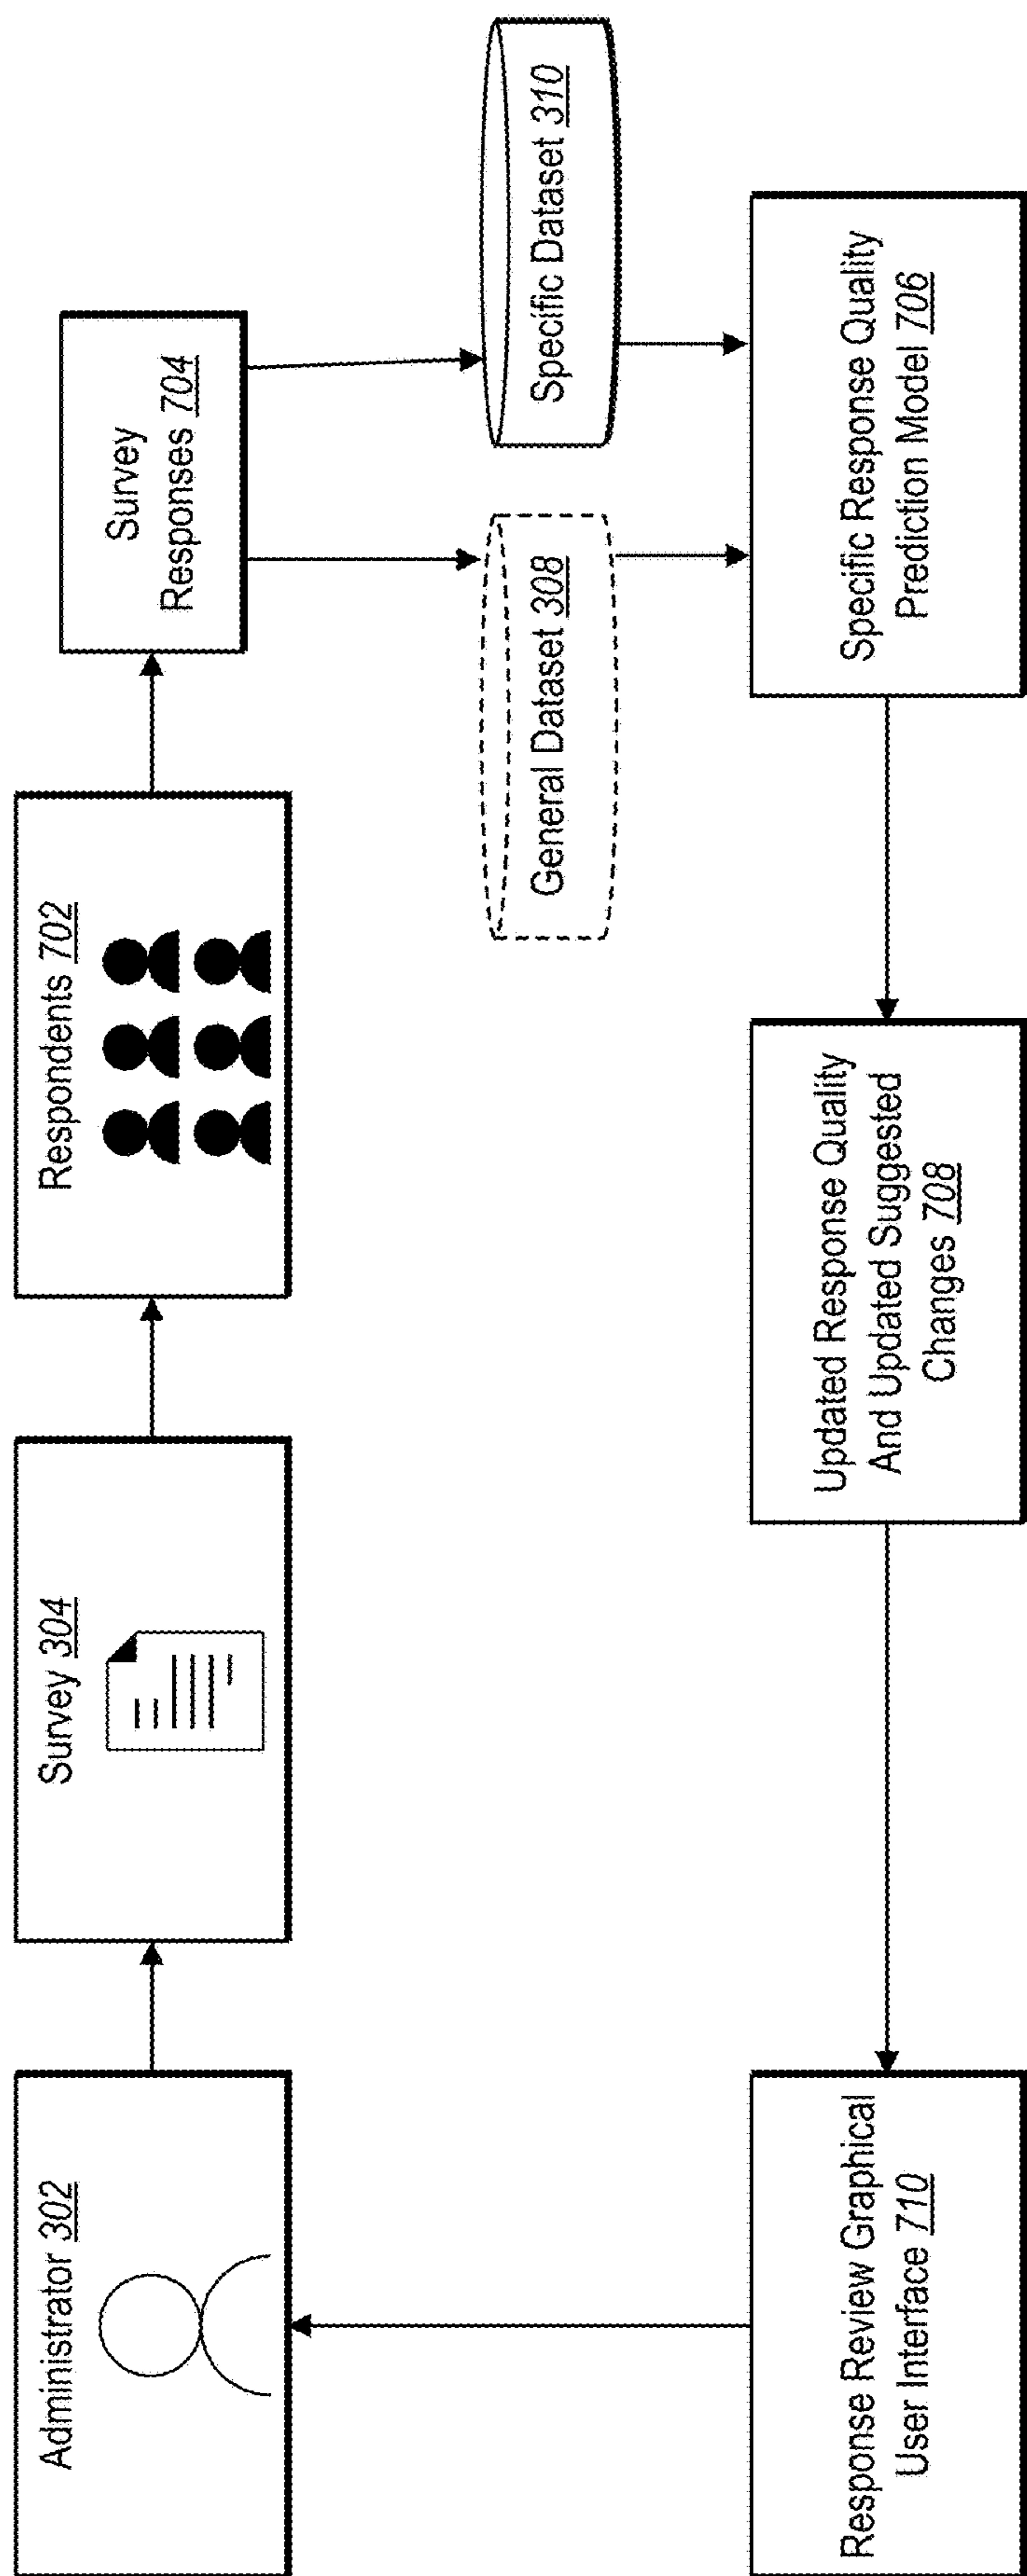 Administrator 302
Survey 304
Respondents 702
Survey
Responses 704
General Dataset 308
Specific Dataset 310
Specific Response Quality
Prediction Model 706
Updated Response Quality
And Updated Suggested
Changes 708
Response Review Graphical
User Interface 710